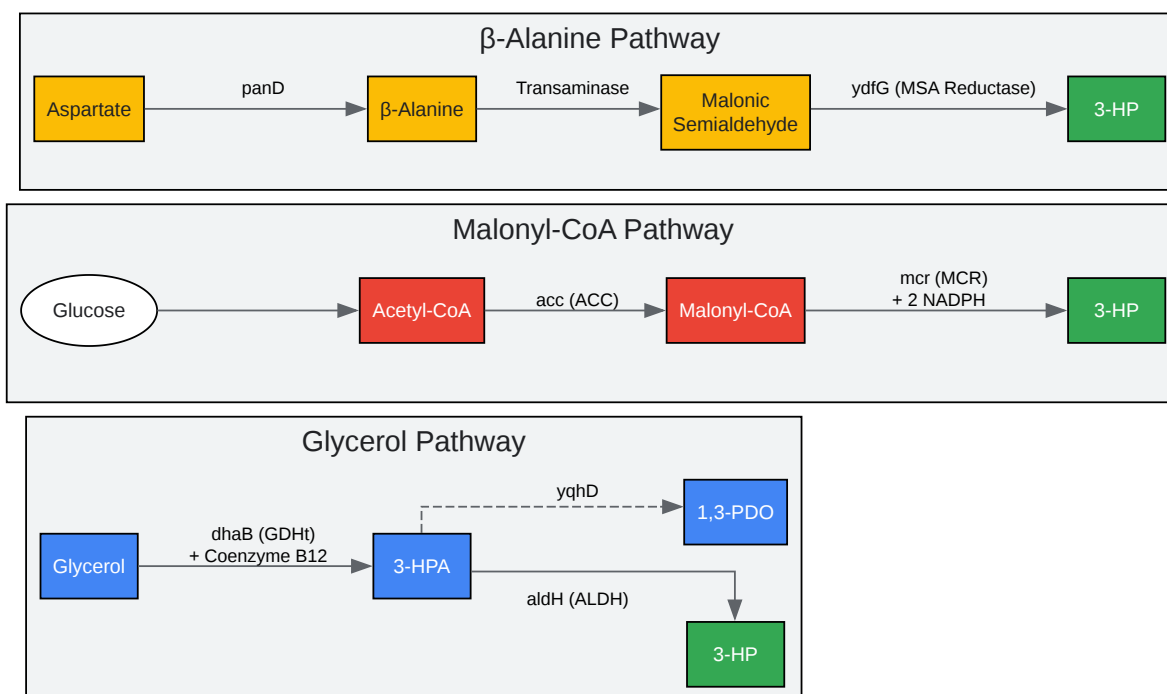 β-Alanine Pathway
panD
Transaminase
ydfG (MSA Reductase)
Aspartate
β-Alanine
Malonic
Semialdehyde
3-HP
Malonyl-CoA Pathway
Glucose
Acetyl-CoA
acc (ACC)
Malonyl-CoA
mcr (MCR)
+ 2 NADPH
3-HP
Glycerol Pathway
yqhD
1,3-PDO
dhaB (GDHt)
+ Coenzyme B12
Glycerol
3-HPA
aldH (ALDH)
3-HP